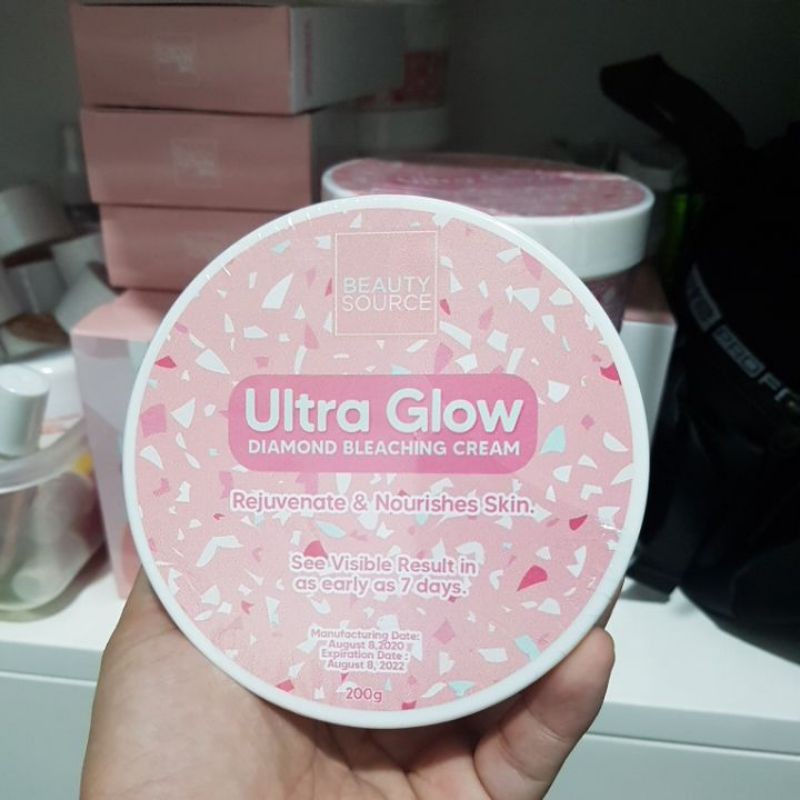 BEAUTY
SOURCE
Ultra Glow
DIAMOND BLEACHING CREAM
Rejuvenate & Nourishes Skin.
See Visible Result in
as early as 7 days.
Manufacturing Date:
August 8,2020
Expiration Date :
August 8, 2022
200g